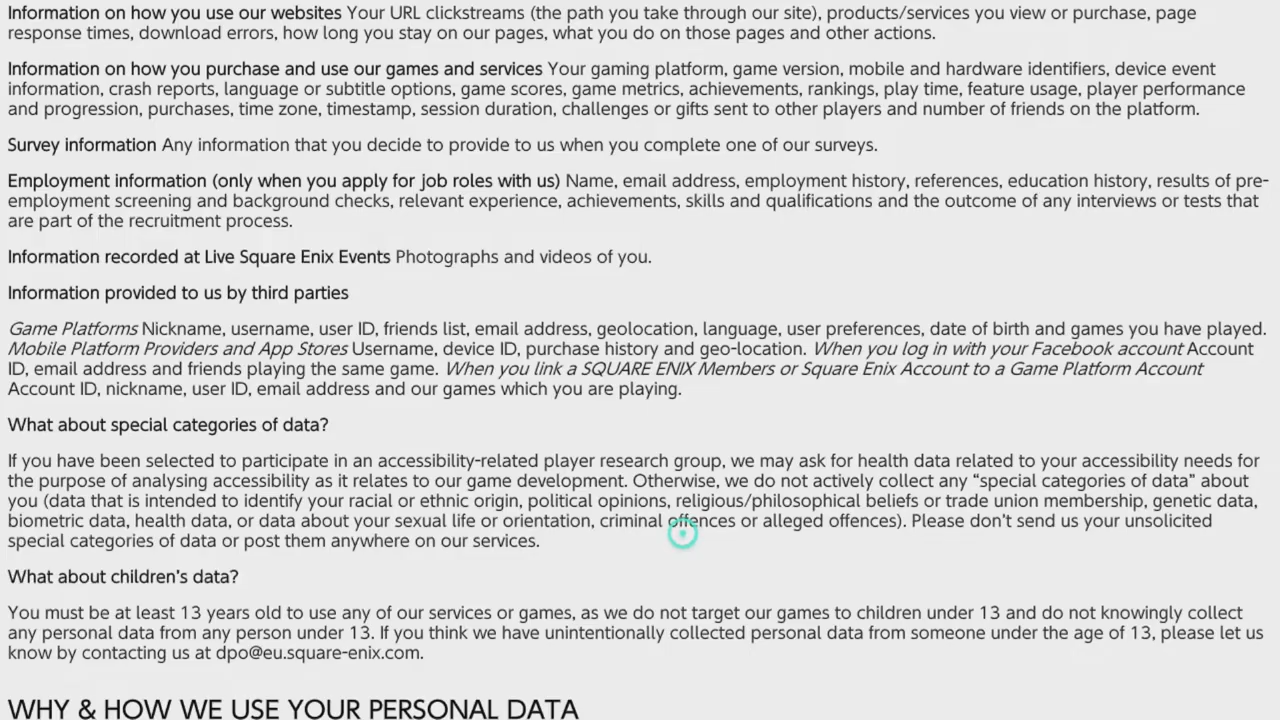 Information on how you use our websites Your URL clickstreams (the path you take through our site), products/services you view or purchase, page
response times, download errors, how long you stay on our pages, what you do on those pages and other actions.
Information on how you purchase and use our games and services Your gaming platform, game version, mobile and hardware identifiers, device event
information, crash reports, language or subtitle options, game scores, game metrics, achievements, rankings, play time, feature usage, player performance
and progression, purchases, time zone, timestamp, session duration, challenges or gifts sent to other players and number of friends on the platform.
Survey information Any information that you decide to provide to us when you complete one of our surveys.
Employment information (only when you apply for job roles with us) Name, email address, employment history, references, education history, results of pre-
employment screening and background checks, relevant experience, achievements, skills and qualifications and the outcome of any interviews or tests that
are part of the recruitment process.
Information recorded at Live Square Enix Events Photographs and videos of you.
Information provided to us by third parties
Game Platforms Nickname, username, user ID, friends list, email address, geolocation, language, user preferences, date of birth and games you have played.
Mobile Platform Providers and App Stores Username, device ID, purchase history and geo-location. When you log in with your Facebook account Account
ID, email address and friends playing the same game. When you link a SQUARE ENIX Members or Square Enix Account to a Game Platform Account
Account ID, nickname, user ID, email address and our games which you are playing.
What about special categories of data?
If you have been selected to participate in an accessibility-related player research group, we may ask for health data related to your accessibility needs for
the purpose of analysing accessibility as it relates to our game development. Otherwise, we do not actively collect any “special categories of data” about
you (data that is intended to identify your racial or ethnic origin, political opinions, religious/philosophical beliefs or trade union membership, genetic data,
biometric data, health data, or data about your sexual life or orientation, criminal offences or alleged offences). Please don’t send us your unsolicited
special categories of data or post them anywhere on our services.
What about children’s data?
You must be at least 13 years old to use any of our services or games, as we do not target our games to children under 13 and do not knowingly collect
any personal data from any person under 13. If you think we have unintentionally collected personal data from someone under the age of 13, please let us
know by contacting us at dpo@eu.square-enix.com.
WHY & HOW WE USE YOUR PERSONAL DATA